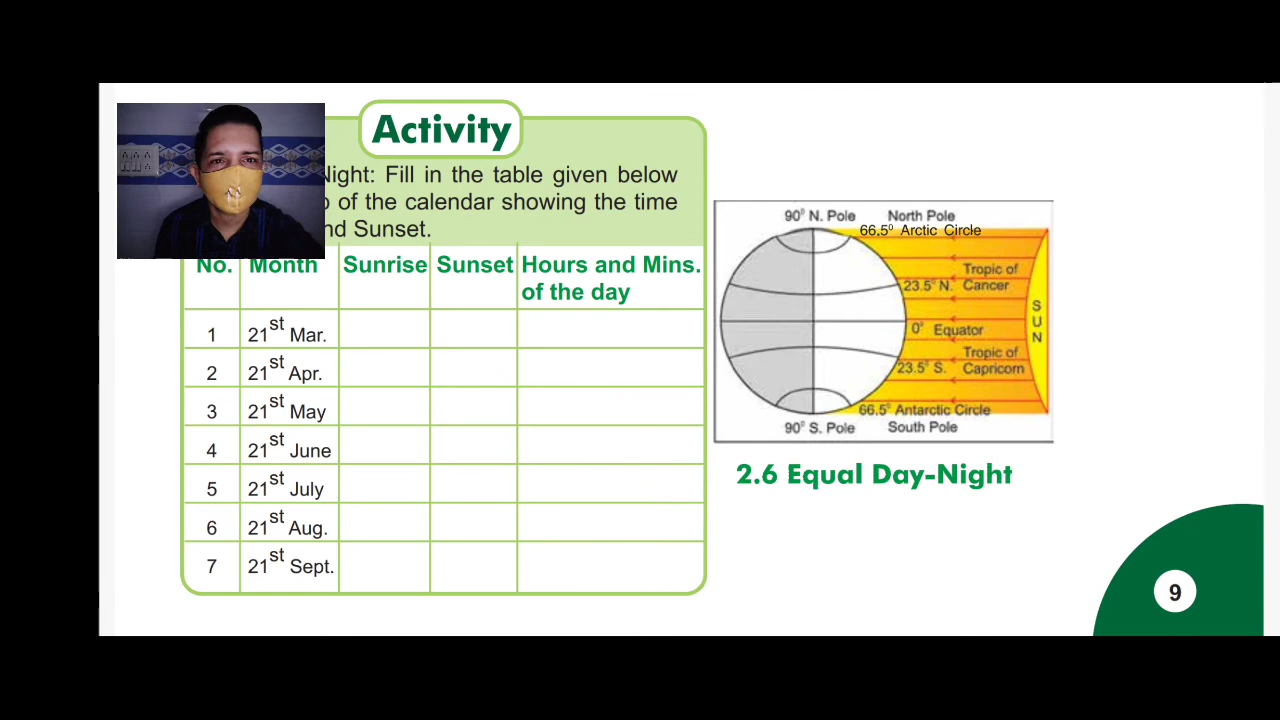 Activity
Night: Fill in the table given below
of the calendar showing the time
nd Sunset.
No. Month Sunrise Sunset Hours and Mins. of the day
1 21st Mar.
2 21st Apr.
3 21st May
4 21st June
5 21st July
6 21st Aug.
7 21st Sept.
90° N. Pole North Pole
66.5° Arctic Circle
Tropic of
23.5° N. Cancer
0° Equator
Tropic of
23.5° S. Capricorn
66.5° Antarctic Circle
90° S. Pole South Pole
SUN
2.6 Equal Day-Night
9